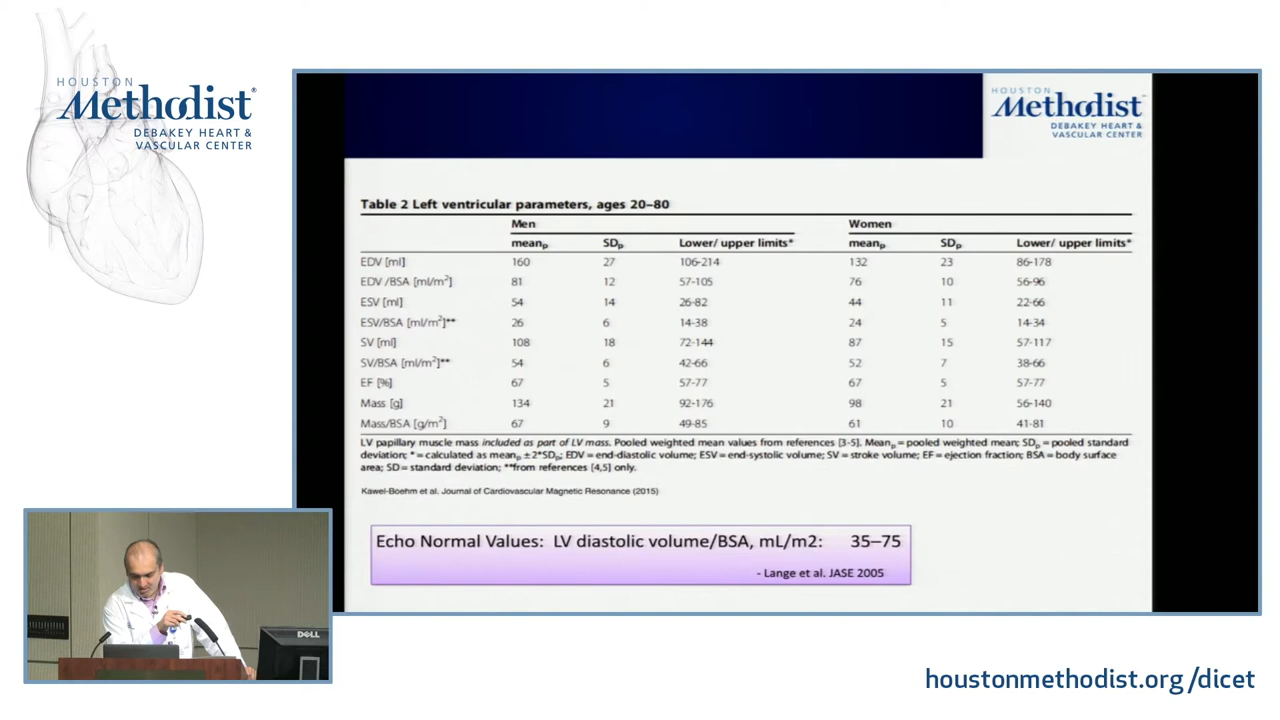 HOUSTON
Methodist®
DEBAKEY HEART &
VASCULAR CENTER
HOUSTON
Methodist
DEBAKEY HEART &
VASCULAR CENTER
Table 2 Left ventricular parameters, ages 20–80
Men Women
meanp SDp Lower/ upper limits* meanp SDp Lower/ upper limits*
EDV [ml] 160 27 106-214 132 23 86-178
EDV /BSA [ml/m²] 81 12 57-105 76 10 56-96
ESV [ml] 54 14 26-82 44 11 22-66
ESV/BSA [ml/m²]** 26 6 14-38 24 5 14-34
SV [ml] 108 18 72-144 87 15 57-117
SV/BSA [ml/m²]** 54 6 42-66 52 7 38-66
EF [%] 67 5 57-77 67 5 57-77
Mass [g] 134 21 92-176 98 21 56-140
Mass/BSA [g/m²] 67 9 49-85 61 10 41-81
LV papillary muscle mass included as part of LV mass. Pooled weighted mean values from references [3-5]. Meanp = pooled weighted mean; SDp = pooled standard
deviation; * = calculated as meanp ±2*SDp; EDV = end-diastolic volume; ESV = end-systolic volume; SV = stroke volume; EF = ejection fraction; BSA = body surface
area; SD = standard deviation; **from references [4,5] only.
Kawel-Boehm et al. Journal of Cardiovascular Magnetic Resonance (2015)
Echo Normal Values: LV diastolic volume/BSA, mL/m2: 35–75
- Lange et al. JASE 2005
DELL
houstonmethodist.org/dicet